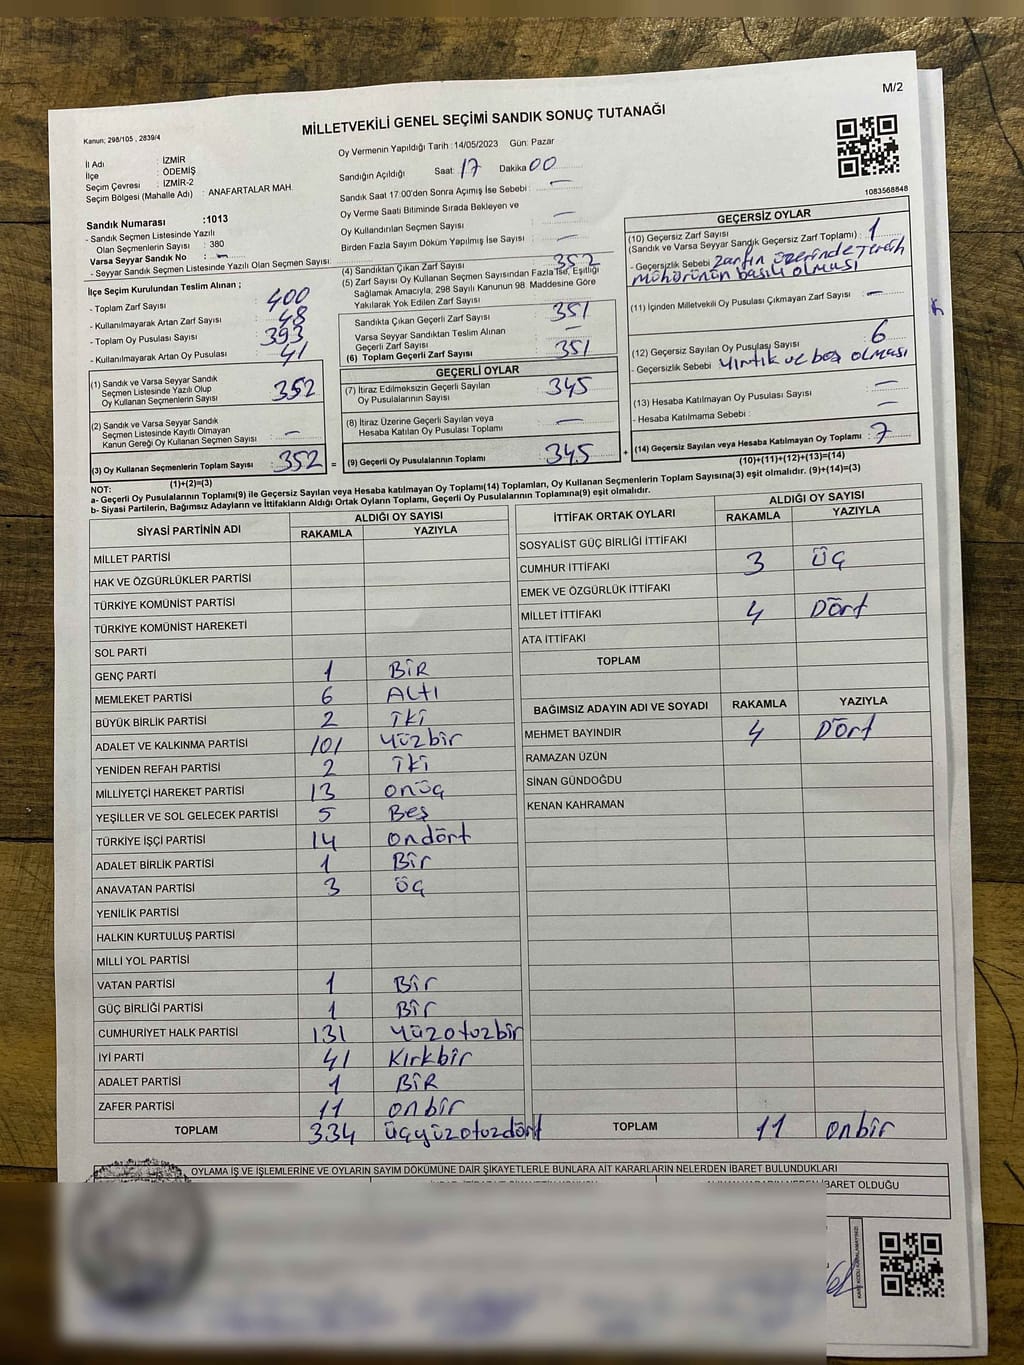 M/2
Kanun; 298/105 , 2839/4
MİLLETVEKİLİ GENEL SEÇİMİ SANDIK SONUÇ TUTANAĞI
İl Adı : İZMİR
İlçe : ÖDEMİŞ
Seçim Çevresi : İZMİR-2
Seçim Bölgesi (Mahalle Adı) : ANAFARTALAR MAH.
Sandık Numarası :1013
- Sandık Seçmen Listesinde Yazılı
Olan Seçmenlerin Sayısı : 380
Varsa Seyyar Sandık No : -
- Seyyar Sandık Seçmen Listesinde Yazılı Olan Seçmen Sayısı:
İlçe Seçim Kurulundan Teslim Alınan ;
- Toplam Zarf Sayısı : 400
- Kullanılmayarak Artan Zarf Sayısı : 48
- Toplam Oy Pusulası Sayısı : 393
- Kullanılmayarak Artan Oy Pusulası : 41
(1) Sandık ve Varsa Seyyar Sandık
Seçmen Listesinde Yazılı Olup
Oy Kullanan Seçmenlerin Sayısı : 352
(2) Sandık ve Varsa Seyyar Sandık
Seçmen Listesinde Kayıtlı Olmayan
Kanun Gereği Oy Kullanan Seçmen Sayısı : -
(3) Oy Kullanan Seçmenlerin Toplam Sayısı : 352 =
(1)+(2)=(3)
Oy Vermenin Yapıldığı Tarih : 14/05/2023 Gün: Pazar
Sandığın Açıldığı Saat: 17 Dakika 00
Sandık Saat 17:00'den Sonra Açımış İse Sebebi : -
Oy Verme Saati Bitiminde Sırada Bekleyen ve
Oy Kullandırılan Seçmen Sayısı : -
Birden Fazla Sayım Döküm Yapılmış İse Sayısı : -
(4) Sandıktan Çıkan Zarf Sayısı : 352
(5) Zarf Sayısı Oy Kullanan Seçmen Sayısından Fazla İse, Eşitliği
Sağlamak Amacıyla; 298 Sayılı Kanunun 98. Maddesine Göre
Yakılarak Yok Edilen Zarf Sayısı :
Sandıkta Çıkan Geçerli Zarf Sayısı : 351
Varsa Seyyar Sandıktan Teslim Alınan
Geçerli Zarf Sayısı : -
(6) Toplam Geçerli Zarf Sayısı : 351
GEÇERLİ OYLAR
(7) İtiraz Edilmeksizin Geçerli Sayılan
Oy Pusulalarının Sayısı : 345
(8) İtiraz Üzerine Geçerli Sayılan veya
Hesaba Katılan Oy Pusulası Toplamı : -
(9) Geçerli Oy Pusulalarının Toplamı : 345 +
1083568848
GEÇERSİZ OYLAR
(10) Geçersiz Zarf Sayısı
(Sandık ve Varsa Seyyar Sandık Geçersiz Zarf Toplamı) : 1
- Geçersizlik Sebebi zarfın üzerinde tercih
mührünün basılı olması
(11) İçinden Milletvekili Oy Pusulası Çıkmayan Zarf Sayısı : -
(12) Geçersiz Sayılan Oy Pusulası Sayısı : 6
- Geçersizlik Sebebi yırtık ve boş olması
(13) Hesaba Katılmayan Oy Pusulası Sayısı : -
- Hesaba Katılmama Sebebi : -
(14) Geçersiz Sayılan veya Hesaba Katılmayan Oy Toplamı : 7
(10)+(11)+(12)+(13)=(14)
NOT:
a- Geçerli Oy Pusulalarının Toplamı(9) ile Geçersiz Sayılan veya Hesaba katılmayan Oy Toplamı(14) Toplamları, Oy Kullanan Seçmenlerin Toplam Sayısına(3) eşit olmalıdır. (9)+(14)=(3)
b- Siyasi Partilerin, Bağımsız Adayların ve İttifakların Aldığı Ortak Oyların Toplamı, Geçerli Oy Pusulalarının Toplamına(9) eşit olmalıdır.
SİYASİ PARTİNİN ADI ALDIĞI OY SAYISI
RAKAMLA YAZIYLA
MİLLET PARTİSİ
HAK VE ÖZGÜRLÜKLER PARTİSİ
TÜRKİYE KOMÜNİST PARTİSİ
TÜRKİYE KOMÜNİST HAREKETİ
SOL PARTİ
GENÇ PARTİ 1 BİR
MEMLEKET PARTİSİ 6 ALTI
BÜYÜK BİRLİK PARTİSİ 2 İki
ADALET VE KALKINMA PARTİSİ 101 Yüzbir
YENİDEN REFAH PARTİSİ 2 İki
MİLLİYETÇİ HAREKET PARTİSİ 13 onüç
YEŞİLLER VE SOL GELECEK PARTİSİ 5 Beş
TÜRKİYE İŞÇİ PARTİSİ 14 ondört
ADALET BİRLİK PARTİSİ 1 Bir
ANAVATAN PARTİSİ 3 Üç
YENİLİK PARTİSİ
HALKIN KURTULUŞ PARTİSİ
MİLLİ YOL PARTİSİ
VATAN PARTİSİ 1 Bir
GÜÇ BİRLİĞİ PARTİSİ 1 Bir
CUMHURİYET HALK PARTİSİ 131 Yüzotuzbir
İYİ PARTİ 41 Kırkbir
ADALET PARTİSİ 1 BİR
ZAFER PARTİSİ 11 onbir
TOPLAM 334 üçyüzotuzdört
İTTİFAK ORTAK OYLARI ALDIĞI OY SAYISI
RAKAMLA YAZIYLA
SOSYALİST GÜÇ BİRLİĞİ İTTİFAKI
CUMHUR İTTİFAKI 3 Üç
EMEK VE ÖZGÜRLÜK İTTİFAKI
MİLLET İTTİFAKI 4 Dört
ATA İTTİFAKI
TOPLAM
BAĞIMSIZ ADAYIN ADI VE SOYADI RAKAMLA YAZIYLA
MEHMET BAYINDIR 4 Dört
RAMAZAN ÜZÜN
SİNAN GÜNDOĞDU
KENAN KAHRAMAN
TOPLAM 11 onbir
OYLAMA İŞ VE İŞLEMLERİNE VE OYLARIN SAYIM DÖKÜMÜNE DAİR ŞİKAYETLERLE BUNLARA AİT KARARLARIN NELERDEN İBARET BULUNDUKLARI
ALINAN KARARIN NEDEN İBARET OLDUĞU